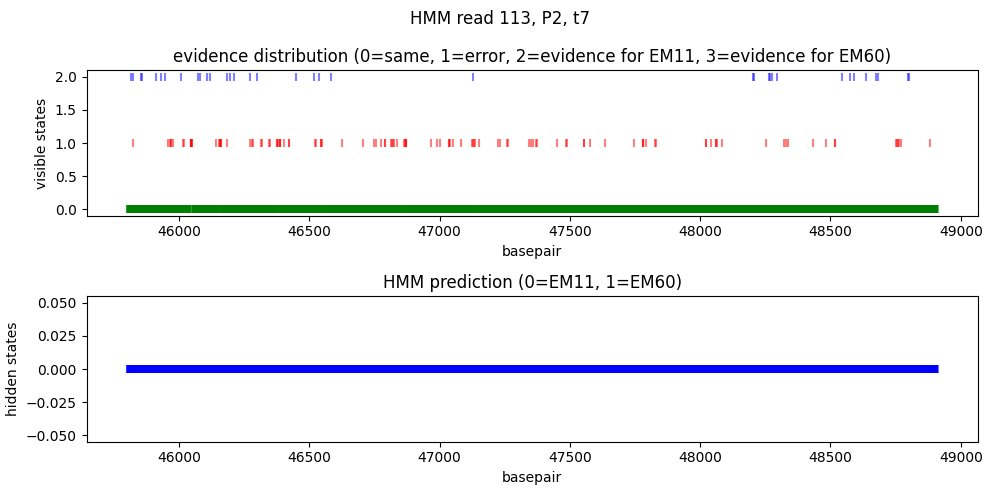 HMM read 113, P2, t7
evidence distribution (0=same, 1=error, 2=evidence for EM11, 3=evidence for EM60)
visible states
2.0
1.5
1.0
0.5
0.0
46000 46500 47000 47500 48000 48500 49000
basepair
HMM prediction (0=EM11, 1=EM60)
hidden states
0.050
0.025
0.000
−0.025
−0.050
46000 46500 47000 47500 48000 48500 49000
basepair